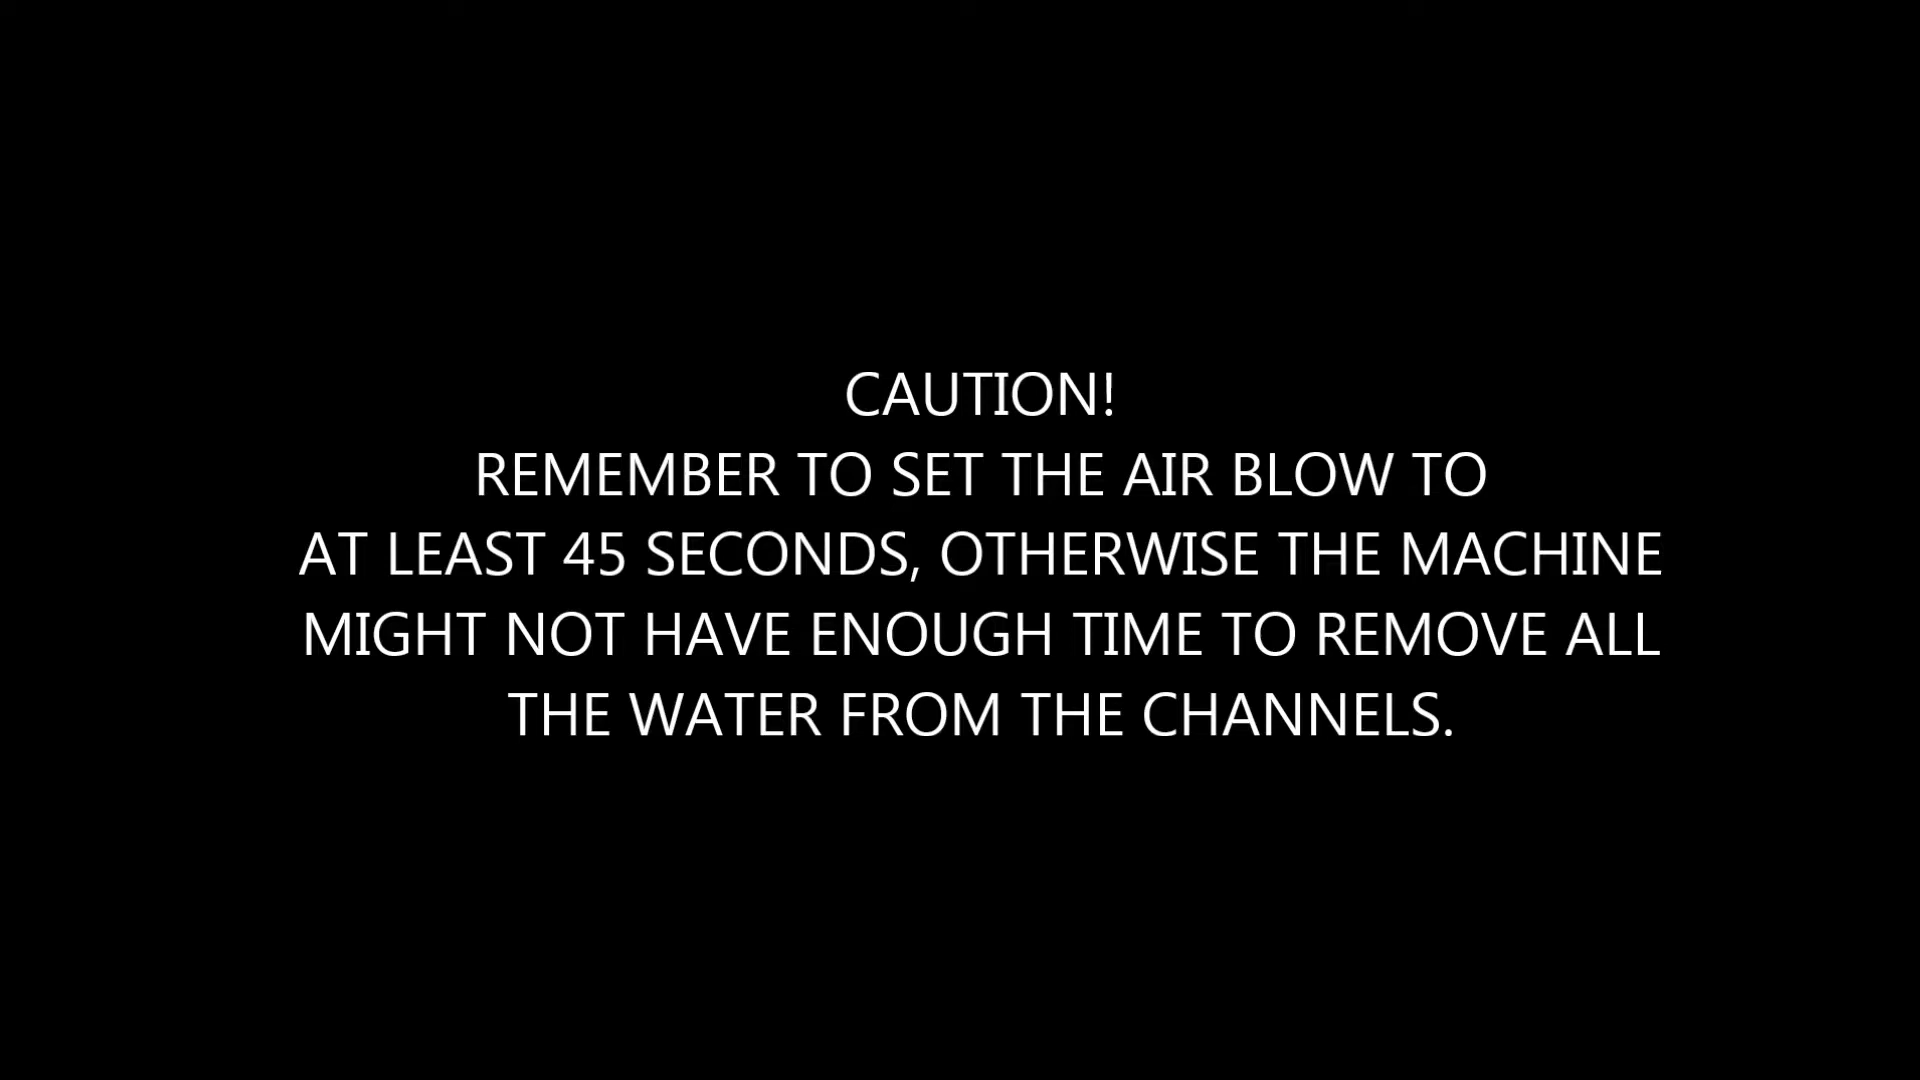 CAUTION!
REMEMBER TO SET THE AIR BLOW TO
AT LEAST 45 SECONDS, OTHERWISE THE MACHINE
MIGHT NOT HAVE ENOUGH TIME TO REMOVE ALL
THE WATER FROM THE CHANNELS.